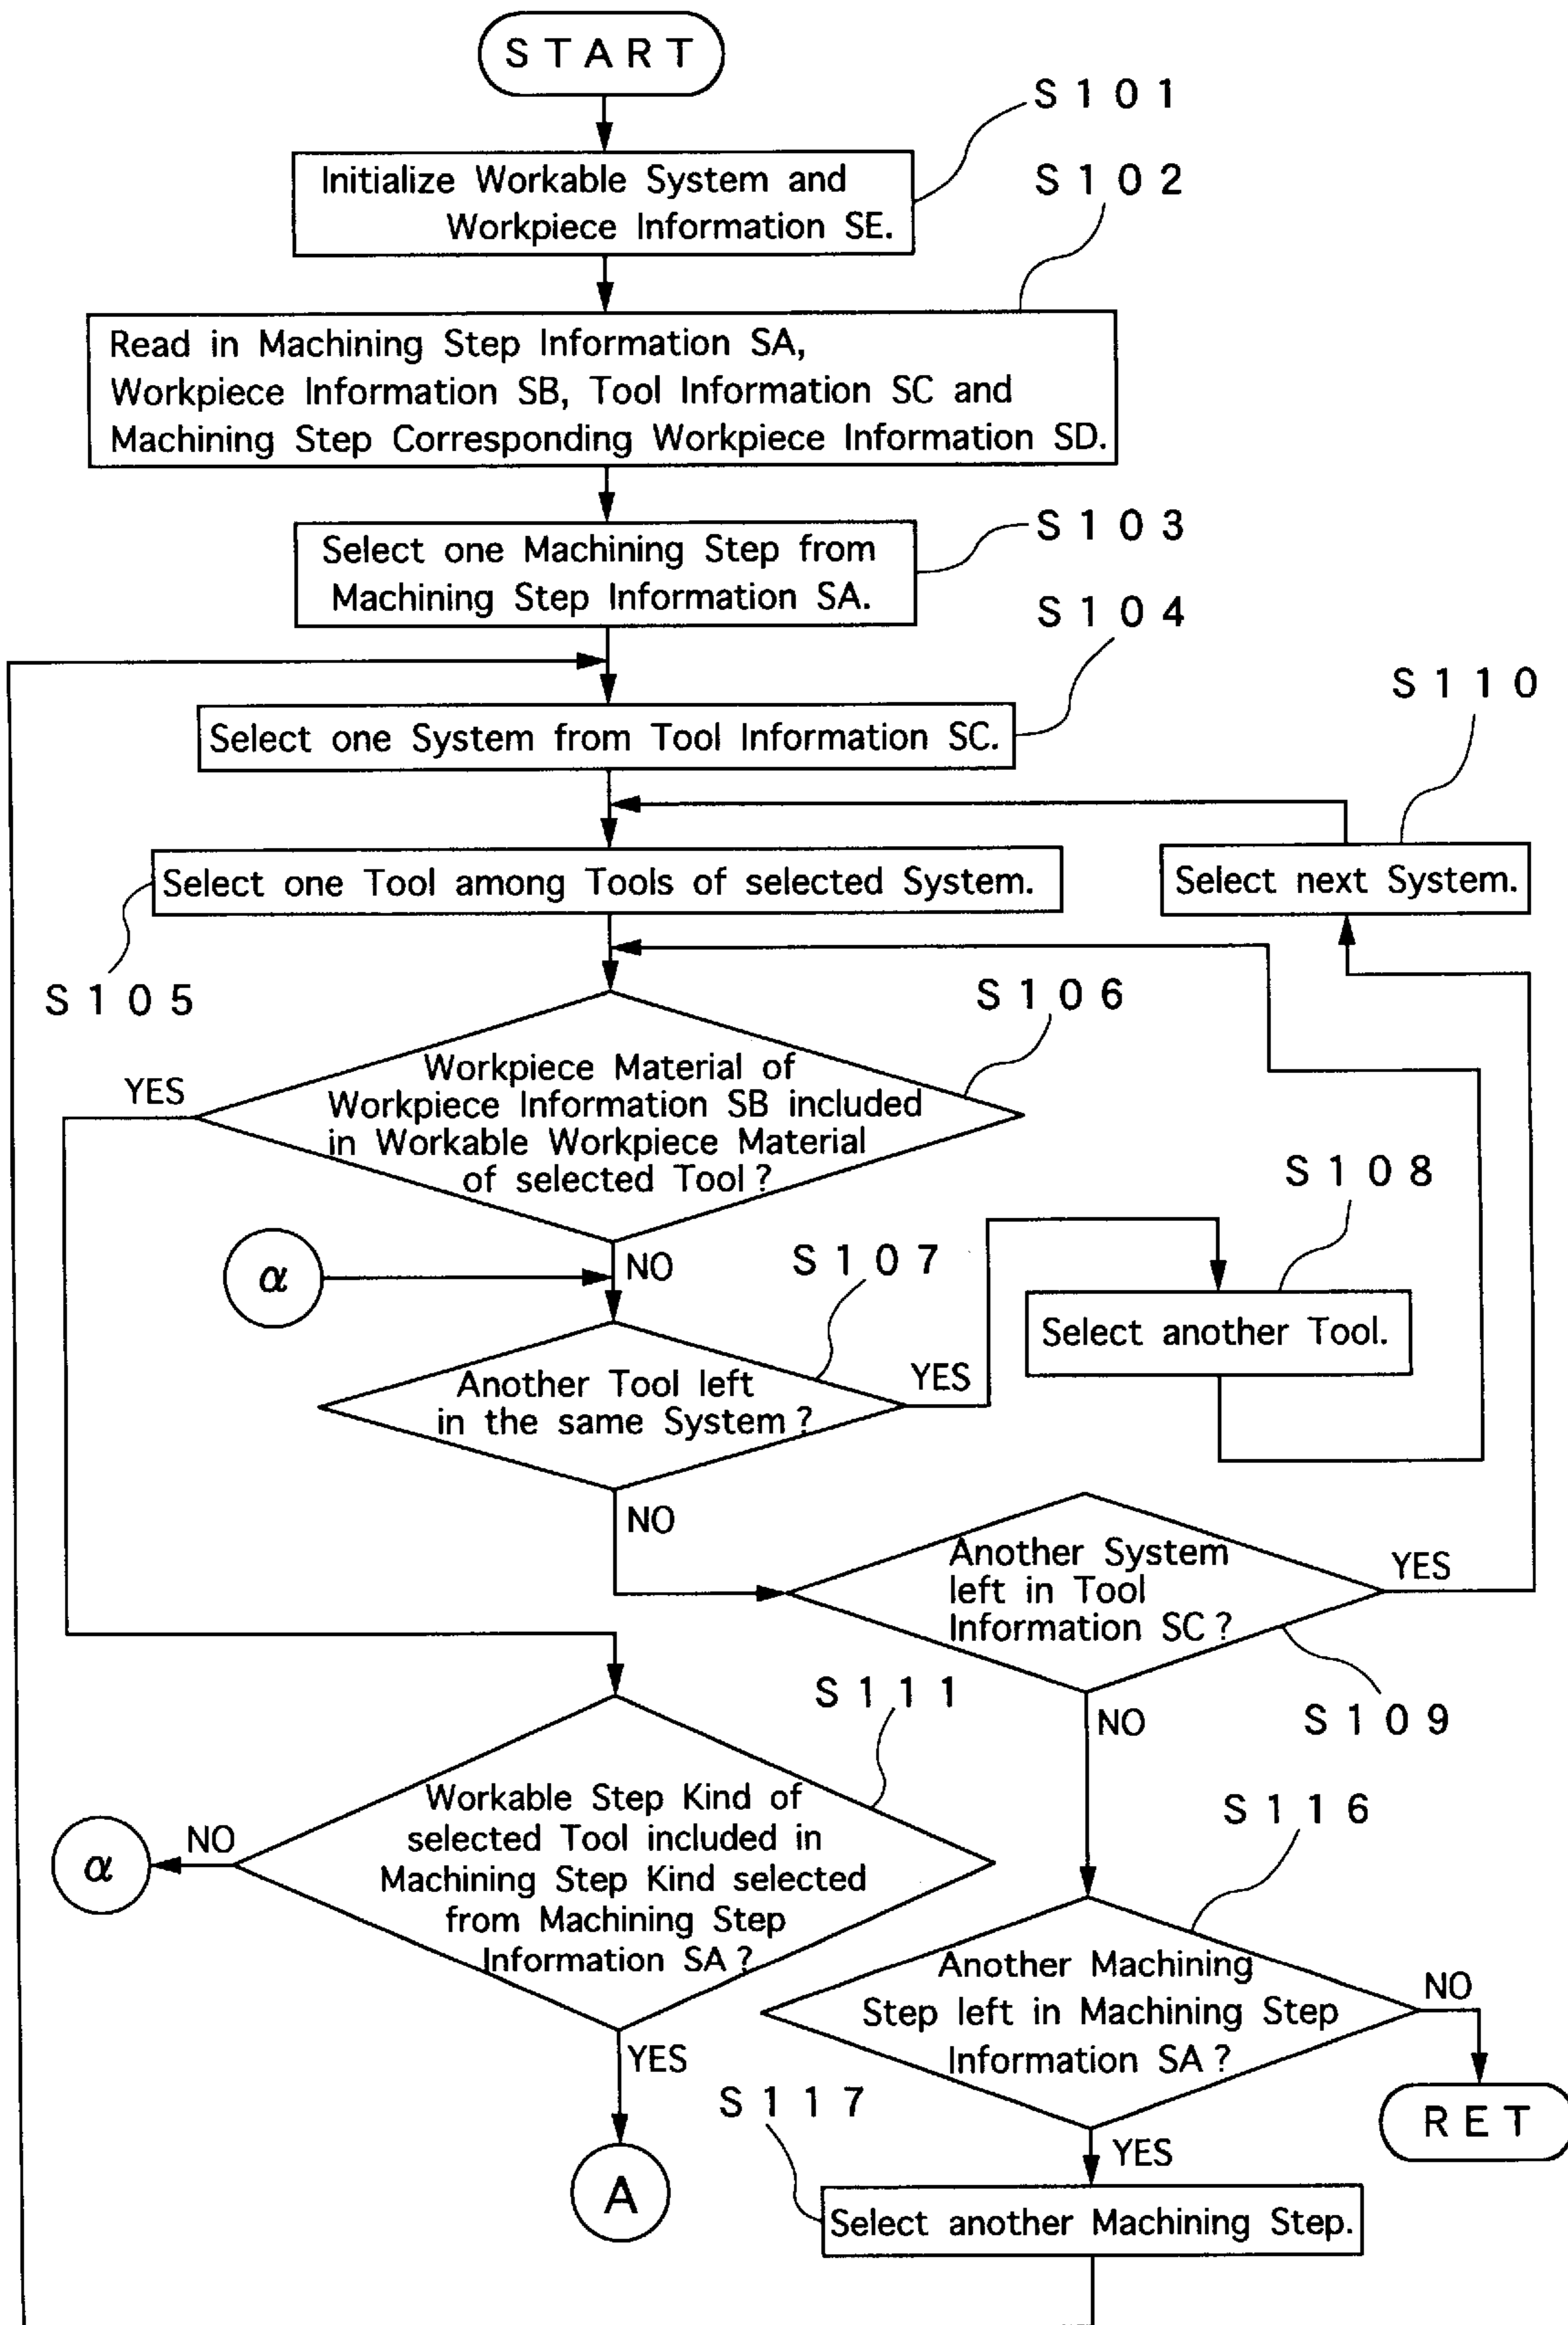 START
S101
Initialize Workable System and
Workpiece Information SE.
S102
Read in Machining Step Information SA,
Workpiece Information SB, Tool Information SC and
Machining Step Corresponding Workpiece Information SD.
S103
Select one Machining Step from
Machining Step Information SA.
S104
Select one System from Tool Information SC.
S110
Select next System.
Select one Tool among Tools of selected System.
S105
S106
Workpiece Material of
Workpiece Information SB included
in Workable Workpiece Material
of selected Tool ?
YES
NO
α
S107
Another Tool left
in the same System ?
YES
S108
Select another Tool.
NO
Another System
left in Tool
Information SC ?
YES
S109
NO
S111
Workable Step Kind of
selected Tool included in
Machining Step Kind selected
from Machining Step
Information SA ?
NO
α
YES
A
S116
Another Machining
Step left in Machining Step
Information SA ?
NO
RET
YES
S117
Select another Machining Step.